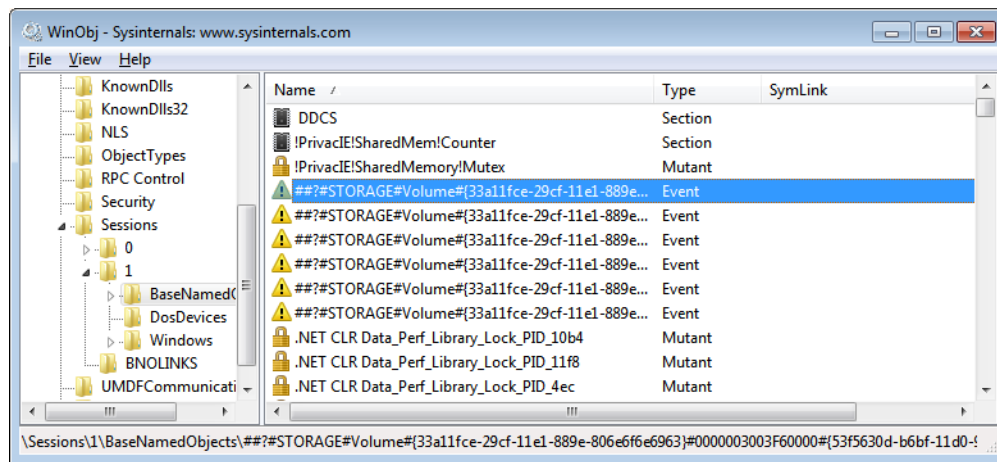 WinObj - Sysinternals: www.sysinternals.com
File View Help
KnownDlls
KnownDlls32
NLS
ObjectTypes
RPC Control
Security
Sessions
0
1
BaseNamed
DosDevices
Windows
BNOLINKS
UMDFCommunicati
Name Type SymLink
DDCS Section
!PrivacIE!SharedMem!Counter Section
!PrivacIE!SharedMemory!Mutex Mutant
##?#STORAGE#Volume#{33a11fce-29cf-11e1-889e... Event
##?#STORAGE#Volume#{33a11fce-29cf-11e1-889e... Event
##?#STORAGE#Volume#{33a11fce-29cf-11e1-889e... Event
##?#STORAGE#Volume#{33a11fce-29cf-11e1-889e... Event
##?#STORAGE#Volume#{33a11fce-29cf-11e1-889e... Event
##?#STORAGE#Volume#{33a11fce-29cf-11e1-889e... Event
.NET CLR Data_Perf_Library_Lock_PID_10b4 Mutant
.NET CLR Data_Perf_Library_Lock_PID_11f8 Mutant
.NET CLR Data_Perf_Library_Lock_PID_4ec Mutant
\Sessions\1\BaseNamedObjects\##?#STORAGE#Volume#{33a11fce-29cf-11e1-889e-806e6f6e6963}#0000003003F60000#{53f5630d-b6bf-11d0-9